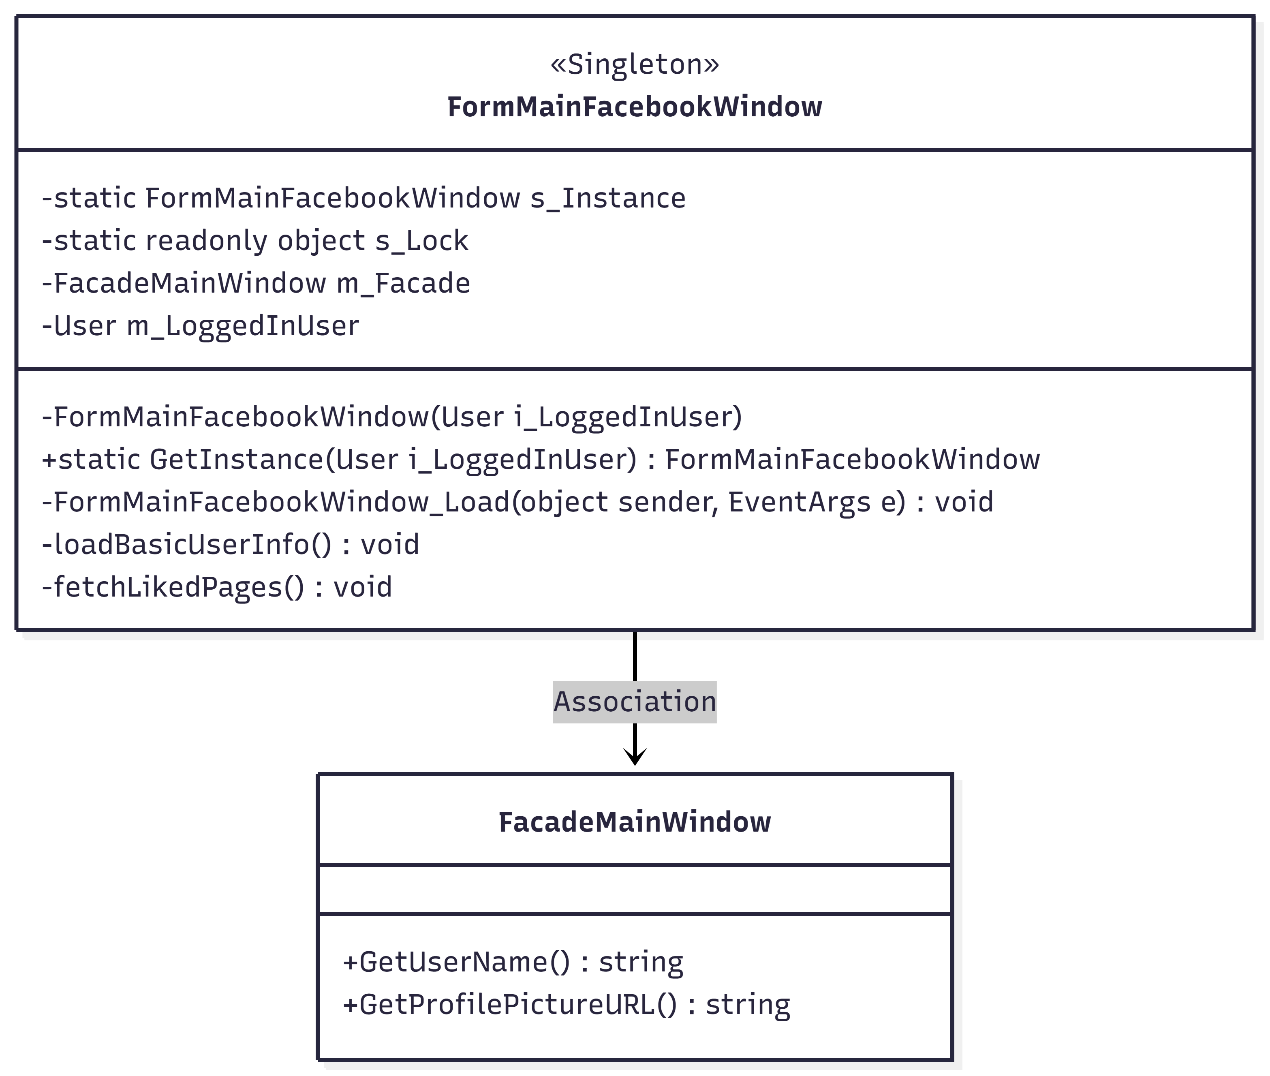 «Singleton»
FormMainFacebookWindow
-static FormMainFacebookWindow s_Instance
-static readonly object s_Lock
-FacadeMainWindow m_Facade
-User m_LoggedInUser
-FormMainFacebookWindow(User i_LoggedInUser)
+static GetInstance(User i_LoggedInUser) : FormMainFacebookWindow
-FormMainFacebookWindow_Load(object sender, EventArgs e) : void
-loadBasicUserInfo() : void
-fetchLikedPages() : void
Association
FacadeMainWindow
+GetUserName() : string
+GetProfilePictureURL() : string